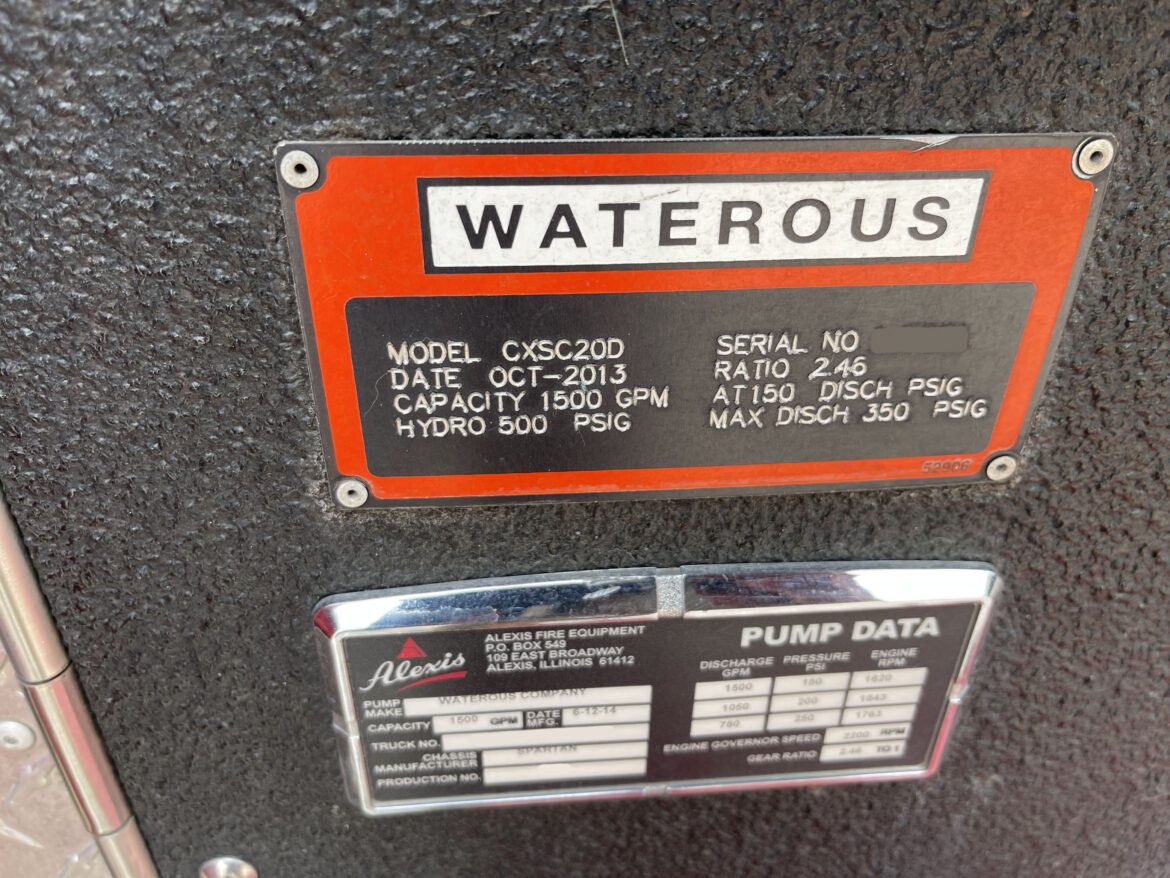 WATEROUS
MODEL CXSC20D
DATE OCT-2013
CAPACITY 1500 GPM
HYDRO 500 PSIG
SERIAL NO
RATIO 2.46
AT150 DISCH PSIG
MAX DISCH 350 PSIG
52906
Alexis
ALEXIS FIRE EQUIPMENT
P.O. BOX 549
109 EAST BROADWAY
ALEXIS, ILLINOIS 61412
PUMP MAKE WATEROUS COMPANY
CAPACITY 1500 GPM DATE MFG. 6-12-14
TRUCK NO.
CHASSIS MANUFACTURER SPARTAN
PRODUCTION NO.
PUMP DATA
DISCHARGE GPM PRESSURE PSI ENGINE RPM
1500 150 1620
1050 200 1643
750 250 1763
ENGINE GOVERNOR SPEED 2200 RPM
GEAR RATIO 2.46 TO 1